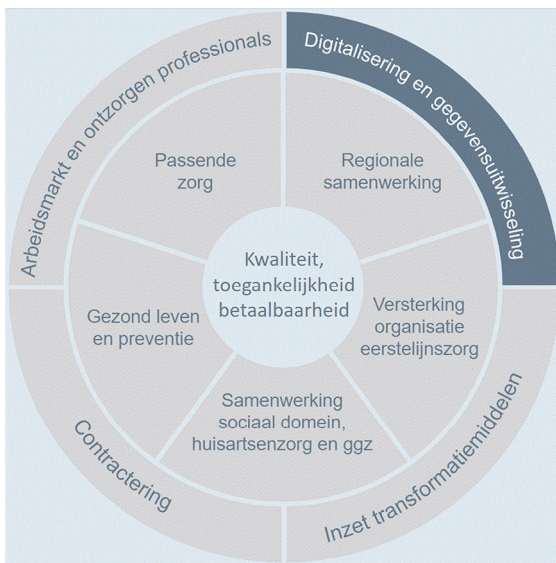 Arbeidsmarkt en ontzorgen professionals
Digitalisering en gegevensuitwisseling
Passende
zorg
Regionale
samenwerking
Kwaliteit,
toegankelijkheid
betaalbaarheid
Gezond leven
en preventie
Versterking
organisatie
eerstelijnszorg
Samenwerking
sociaal domein,
huisartsenzorg en ggz
Contractering
Inzet transformatiemiddelen